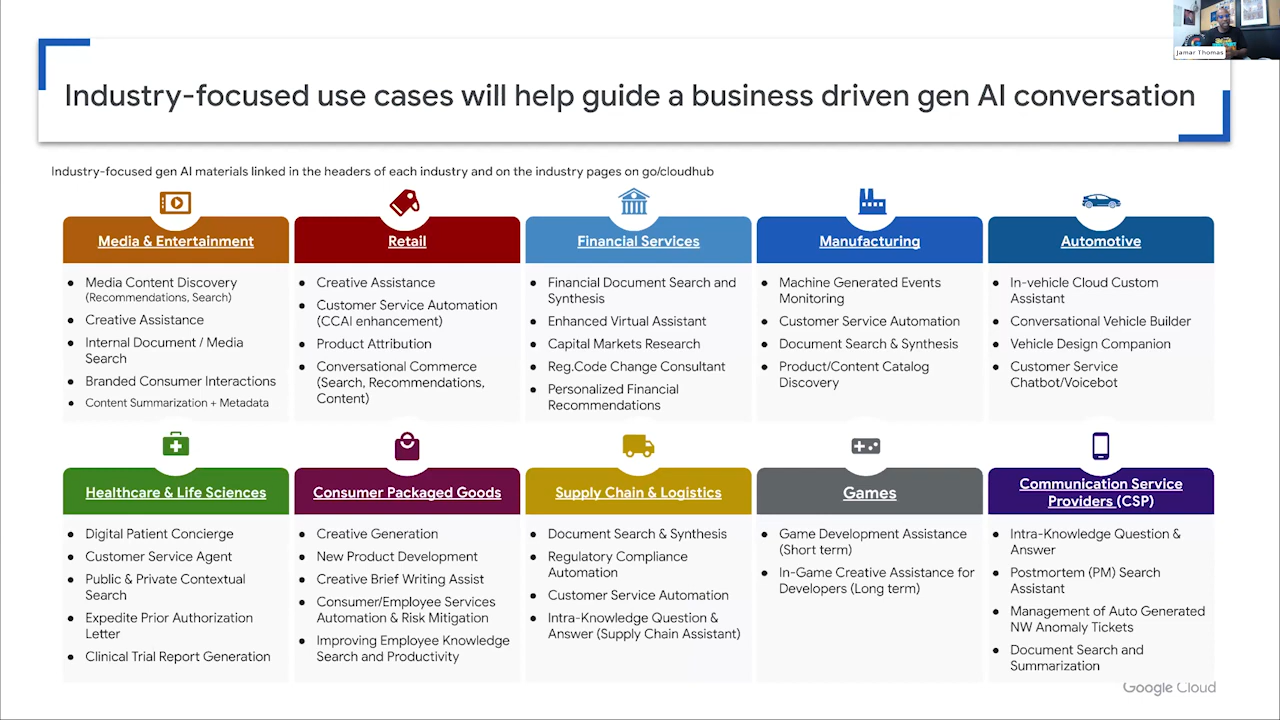 Jamar Thomas
Industry-focused use cases will help guide a business driven gen AI conversation
Industry-focused gen AI materials linked in the headers of each industry and on the industry pages on go/cloudhub
Media & Entertainment
● Media Content Discovery
(Recommendations, Search)
● Creative Assistance
● Internal Document / Media
Search
● Branded Consumer Interactions
● Content Summarization + Metadata
Retail
● Creative Assistance
● Customer Service Automation
(CCAI enhancement)
● Product Attribution
● Conversational Commerce
(Search, Recommendations,
Content)
Financial Services
● Financial Document Search and
Synthesis
● Enhanced Virtual Assistant
● Capital Markets Research
● Reg.Code Change Consultant
● Personalized Financial
Recommendations
Manufacturing
● Machine Generated Events
Monitoring
● Customer Service Automation
● Document Search & Synthesis
● Product/Content Catalog
Discovery
Automotive
● In-vehicle Cloud Custom
Assistant
● Conversational Vehicle Builder
● Vehicle Design Companion
● Customer Service
Chatbot/Voicebot
Healthcare & Life Sciences
● Digital Patient Concierge
● Customer Service Agent
● Public & Private Contextual
Search
● Expedite Prior Authorization
Letter
● Clinical Trial Report Generation
Consumer Packaged Goods
● Creative Generation
● New Product Development
● Creative Brief Writing Assist
● Consumer/Employee Services
Automation & Risk Mitigation
● Improving Employee Knowledge
Search and Productivity
Supply Chain & Logistics
● Document Search & Synthesis
● Regulatory Compliance
Automation
● Customer Service Automation
● Intra-Knowledge Question &
Answer (Supply Chain Assistant)
Games
● Game Development Assistance
(Short term)
● In-Game Creative Assistance for
Developers (Long term)
Communication Service
Providers (CSP)
● Intra-Knowledge Question &
Answer
● Postmortem (PM) Search
Assistant
● Management of Auto Generated
NW Anomaly Tickets
● Document Search and
Summarization
Google Cloud